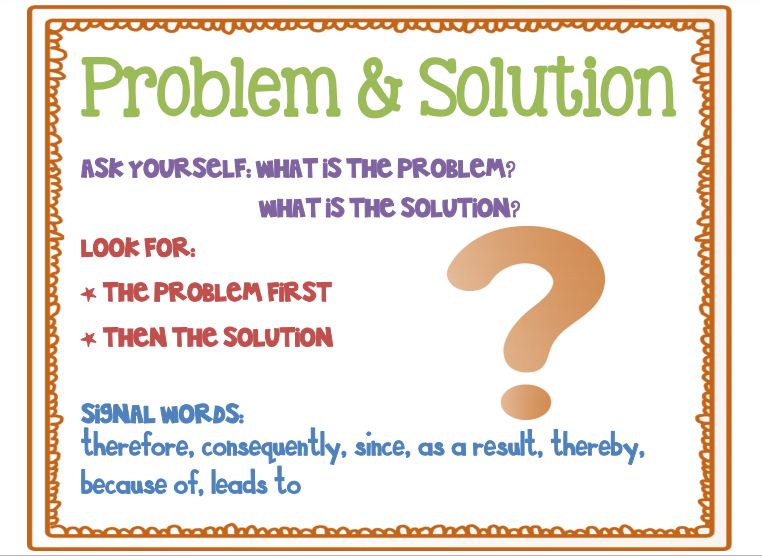 Problem & Solution
ASK YOURSELF: WHAT IS THE PROBLEM?
WHAT IS THE SOLUTION?
LOOK FOR:
★ THE PROBLEM FIRST
★ THEN THE SOLUTION
?
SIGNAL WORDS:
therefore, consequently, since, as a result, thereby,
because of, leads to